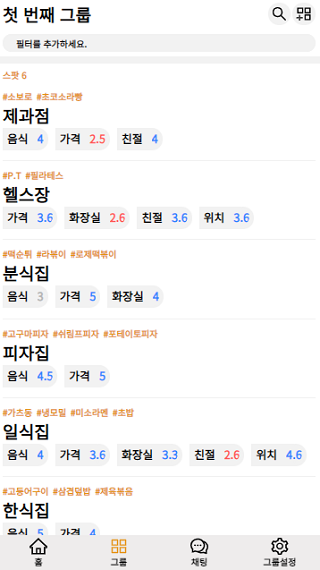 첫 번째 그룹
필터를 추가하세요.
스팟 6
#소보로 #초코소라빵
제과점
음식 4 가격 2.5 친절 4
#P.T #필라테스
헬스장
가격 3.6 화장실 2.6 친절 3.6 위치 3.6
#떡순튀 #라볶이 #로제떡볶이
분식집
음식 3 가격 5 화장실 4
#고구마피자 #쉬림프피자 #포테이토피자
피자집
음식 4.5 가격 5
#가츠동 #냉모밀 #미소라멘 #초밥
일식집
음식 4 가격 3.6 화장실 3.3 친절 2.6 위치 4.6
#고등어구이 #삼겹덮밥 #제육볶음
한식집
음식 5 가격 4
홈 그룹 채팅 그룹설정